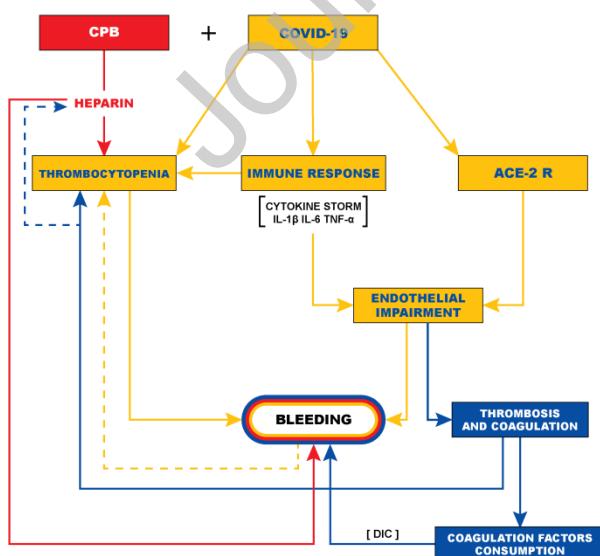 CPB
+
COVID-19
HEPARIN
THROMBOCYTOPENIA
IMMUNE RESPONSE
ACE-2 R
[CYTOKINE STORM
IL-1β IL-6 TNF-α]
ENDOTHELIAL
IMPAIRMENT
BLEEDING
THROMBOSIS
AND COAGULATION
[ DIC ]
COAGULATION FACTORS
CONSUMPTION
Jour